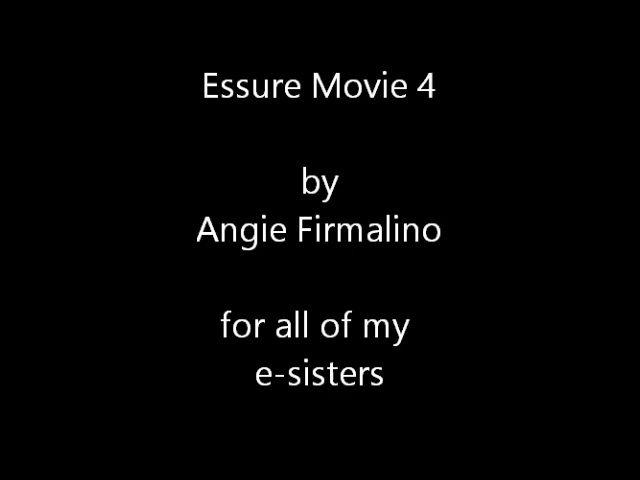 Essure Movie 4
by
Angie Firmalino
for all of my
e-sisters